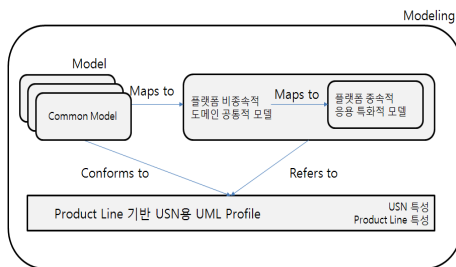 Modeling
Model
Common Model
Maps to
플랫폼 비종속적
도메인 공통적 모델
Maps to
플랫폼 종속적
응용 특화적 모델
Conforms to
Refers to
Product Line 기반 USN용 UML Profile
USN 특성
Product Line 특성